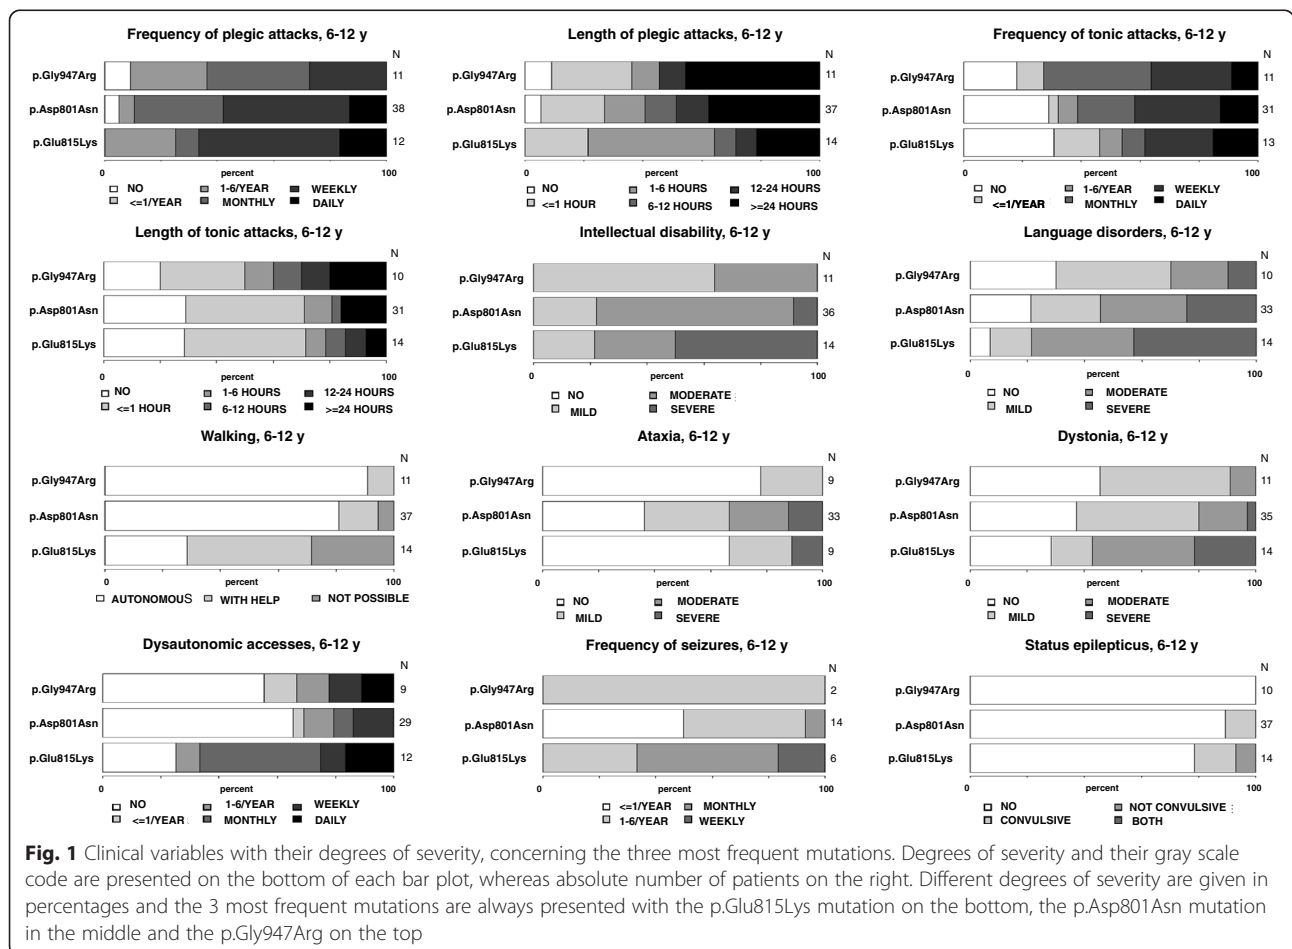 Frequency of plegic attacks, 6-12 y
N
p.Gly947Arg 11
p.Asp801Asn 38
p.Glu815Lys 12
0 percent 100
NO 1-6/YEAR WEEKLY
<=1/YEAR MONTHLY DAILY
Length of plegic attacks, 6-12 y
N
p.Gly947Arg 11
p.Asp801Asn 37
p.Glu815Lys 14
0 percent 100
NO 1-6 HOURS 12-24 HOURS
<=1 HOUR 6-12 HOURS >=24 HOURS
Frequency of tonic attacks, 6-12 y
N
p.Gly947Arg 11
p.Asp801Asn 31
p.Glu815Lys 13
0 percent 100
NO 1-6/YEAR WEEKLY
<=1/YEAR MONTHLY DAILY
Length of tonic attacks, 6-12 y
N
p.Gly947Arg 10
p.Asp801Asn 31
p.Glu815Lys 14
0 percent 100
NO 1-6 HOURS 12-24 HOURS
<=1 HOUR 6-12 HOURS >=24 HOURS
Intellectual disability, 6-12 y
N
p.Gly947Arg 11
p.Asp801Asn 36
p.Glu815Lys 14
0 percent 100
NO MODERATE
MILD SEVERE
Language disorders, 6-12 y
N
p.Gly947Arg 10
p.Asp801Asn 33
p.Glu815Lys 14
0 percent 100
NO MODERATE
MILD SEVERE
Walking, 6-12 y
N
p.Gly947Arg 11
p.Asp801Asn 37
p.Glu815Lys 14
0 percent 100
AUTONOMOUS WITH HELP NOT POSSIBLE
Ataxia, 6-12 y
N
p.Gly947Arg 9
p.Asp801Asn 33
p.Glu815Lys 9
0 percent 100
NO MODERATE
MILD SEVERE
Dystonia, 6-12 y
N
p.Gly947Arg 11
p.Asp801Asn 35
p.Glu815Lys 14
0 percent 100
NO MODERATE
MILD SEVERE
Dysautonomic accesses, 6-12 y
N
p.Gly947Arg 9
p.Asp801Asn 29
p.Glu815Lys 12
0 percent 100
NO 1-6/YEAR WEEKLY
<=1/YEAR MONTHLY DAILY
Frequency of seizures, 6-12 y
N
p.Gly947Arg 2
p.Asp801Asn 14
p.Glu815Lys 6
0 percent 100
<=1/YEAR MONTHLY
1-6/YEAR WEEKLY
Status epilepticus, 6-12 y
N
p.Gly947Arg 10
p.Asp801Asn 37
p.Glu815Lys 14
0 percent 100
NO NOT CONVULSIVE
CONVULSIVE BOTH
Fig. 1 Clinical variables with their degrees of severity, concerning the three most frequent mutations. Degrees of severity and their gray scale
code are presented on the bottom of each bar plot, whereas absolute number of patients on the right. Different degrees of severity are given in
percentages and the 3 most frequent mutations are always presented with the p.Glu815Lys mutation on the bottom, the p.Asp801Asn mutation
in the middle and the p.Gly947Arg on the top